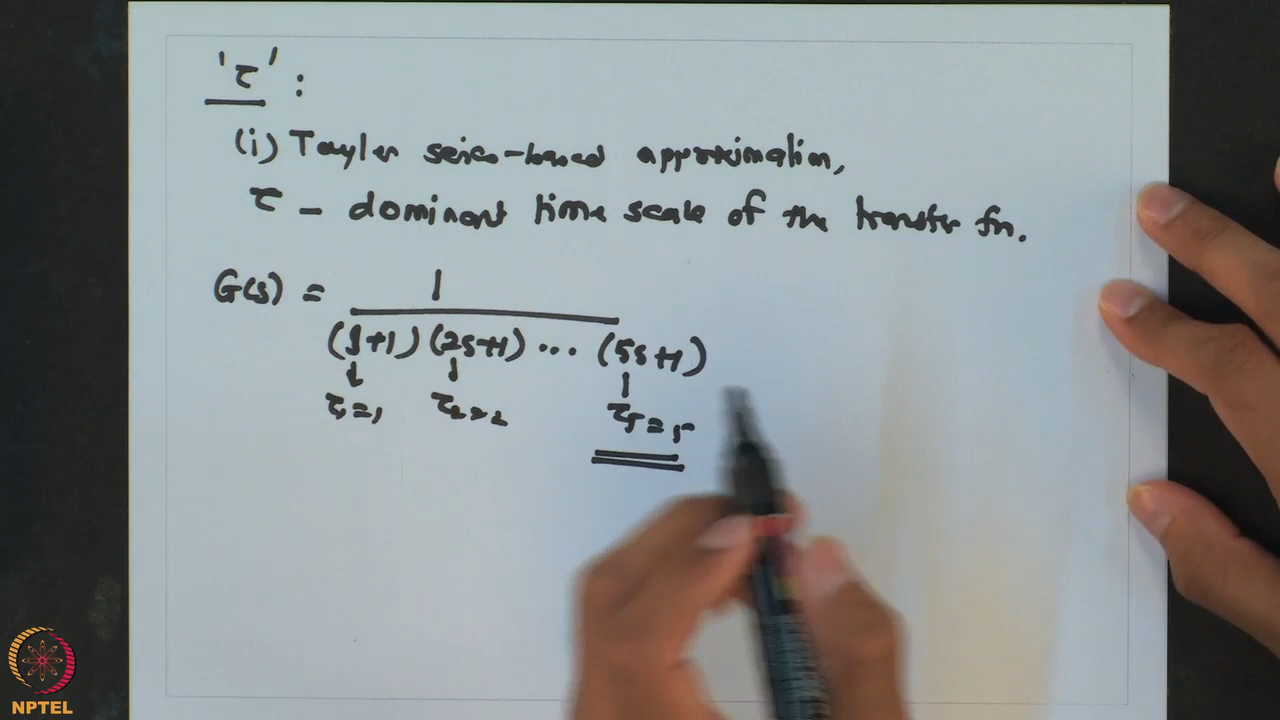 'τ' :
(i) Tayler series-based approximation,
τ – dominant time scale of the transfer fn.
G(s) = 1
(s+1) (2s+1) ... (5s+1)
τ₁=1 τ₂=2 τ₅=5
NPTEL